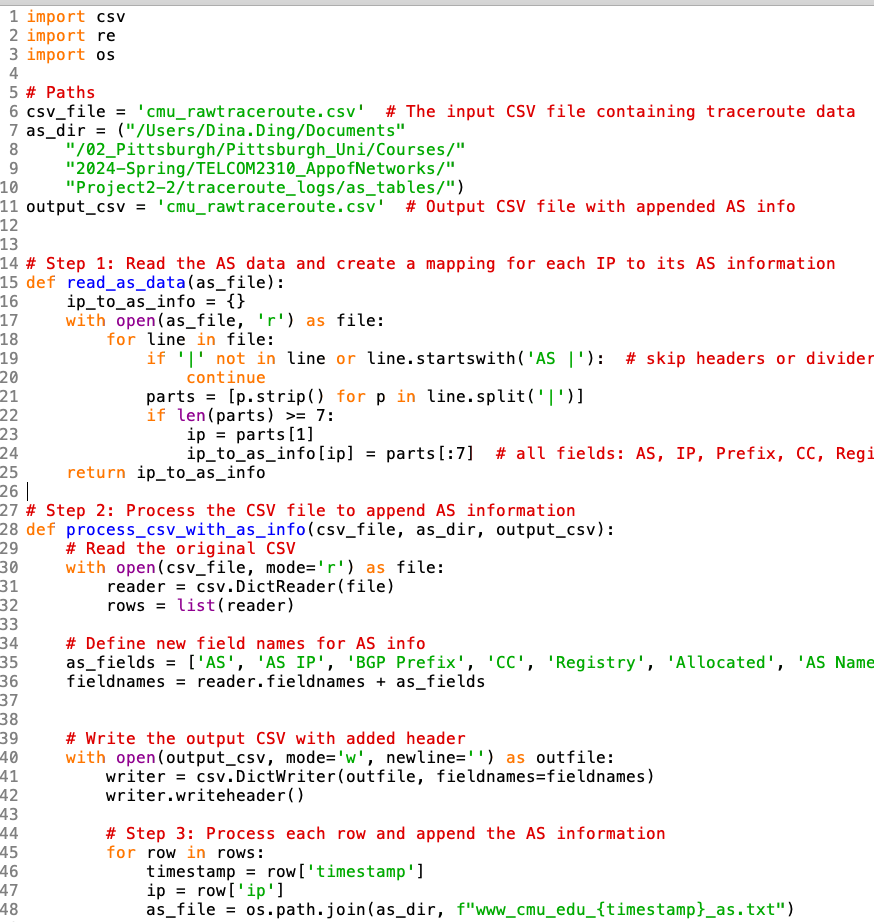 1 import csv
2 import re
3 import os
4
5 # Paths
6 csv_file = 'cmu_rawtraceroute.csv'  # The input CSV file containing traceroute data
7 as_dir = ("/Users/Dina.Ding/Documents"
8     "/02_Pittsburgh/Pittsburgh_Uni/Courses/"
9     "2024-Spring/TELCOM2310_AppofNetworks/"
10     "Project2-2/traceroute_logs/as_tables/")
11 output_csv = 'cmu_rawtraceroute.csv'  # Output CSV file with appended AS info
12
13
14 # Step 1: Read the AS data and create a mapping for each IP to its AS information
15 def read_as_data(as_file):
16     ip_to_as_info = {}
17     with open(as_file, 'r') as file:
18         for line in file:
19             if '|' not in line or line.startswith('AS |'):  # skip headers or divider
20                 continue
21             parts = [p.strip() for p in line.split('|')]
22             if len(parts) >= 7:
23                 ip = parts[1]
24                 ip_to_as_info[ip] = parts[:7]  # all fields: AS, IP, Prefix, CC, Regi
25     return ip_to_as_info
26
27 # Step 2: Process the CSV file to append AS information
28 def process_csv_with_as_info(csv_file, as_dir, output_csv):
29     # Read the original CSV
30     with open(csv_file, mode='r') as file:
31         reader = csv.DictReader(file)
32         rows = list(reader)
33
34     # Define new field names for AS info
35     as_fields = ['AS', 'AS IP', 'BGP Prefix', 'CC', 'Registry', 'Allocated', 'AS Name
36     fieldnames = reader.fieldnames + as_fields
37
38
39     # Write the output CSV with added header
40     with open(output_csv, mode='w', newline='') as outfile:
41         writer = csv.DictWriter(outfile, fieldnames=fieldnames)
42         writer.writeheader()
43
44         # Step 3: Process each row and append the AS information
45         for row in rows:
46             timestamp = row['timestamp']
47             ip = row['ip']
48             as_file = os.path.join(as_dir, f"www_cmu_edu_{timestamp}_as.txt")